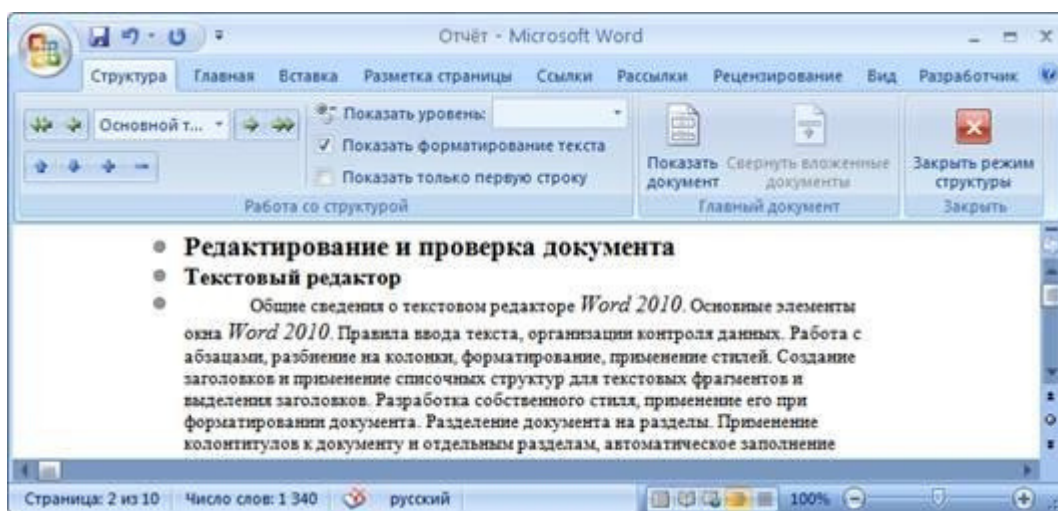 Отчёт - Microsoft Word
Структура Главная Вставка Разметка страницы Ссылки Рассылки Рецензирование Вид Разработчик
Основной т... Показать уровень:
Показать форматирование текста
Показать только первую строку
Показать документ
Свернуть вложенные документы
Закрыть режим структуры
Работа со структурой Главный документ Закрыть
Редактирование и проверка документа
Текстовый редактор
Общие сведения о текстовом редакторе Word 2010. Основные элементы
окна Word 2010. Правила ввода текста, организации контроля данных. Работа с
абзацами, разбиение на колонки, форматирование, применение стилей. Создание
заголовков и применение списочных структур для текстовых фрагментов и
выделения заголовков. Разработка собственного стиля, применение его при
форматировании документа. Разделение документа на разделы. Применение
колонтитулов к документу и отдельным разделам, автоматическое заполнение
Страница: 2 из 10 Число слов: 1 340 русский 100%